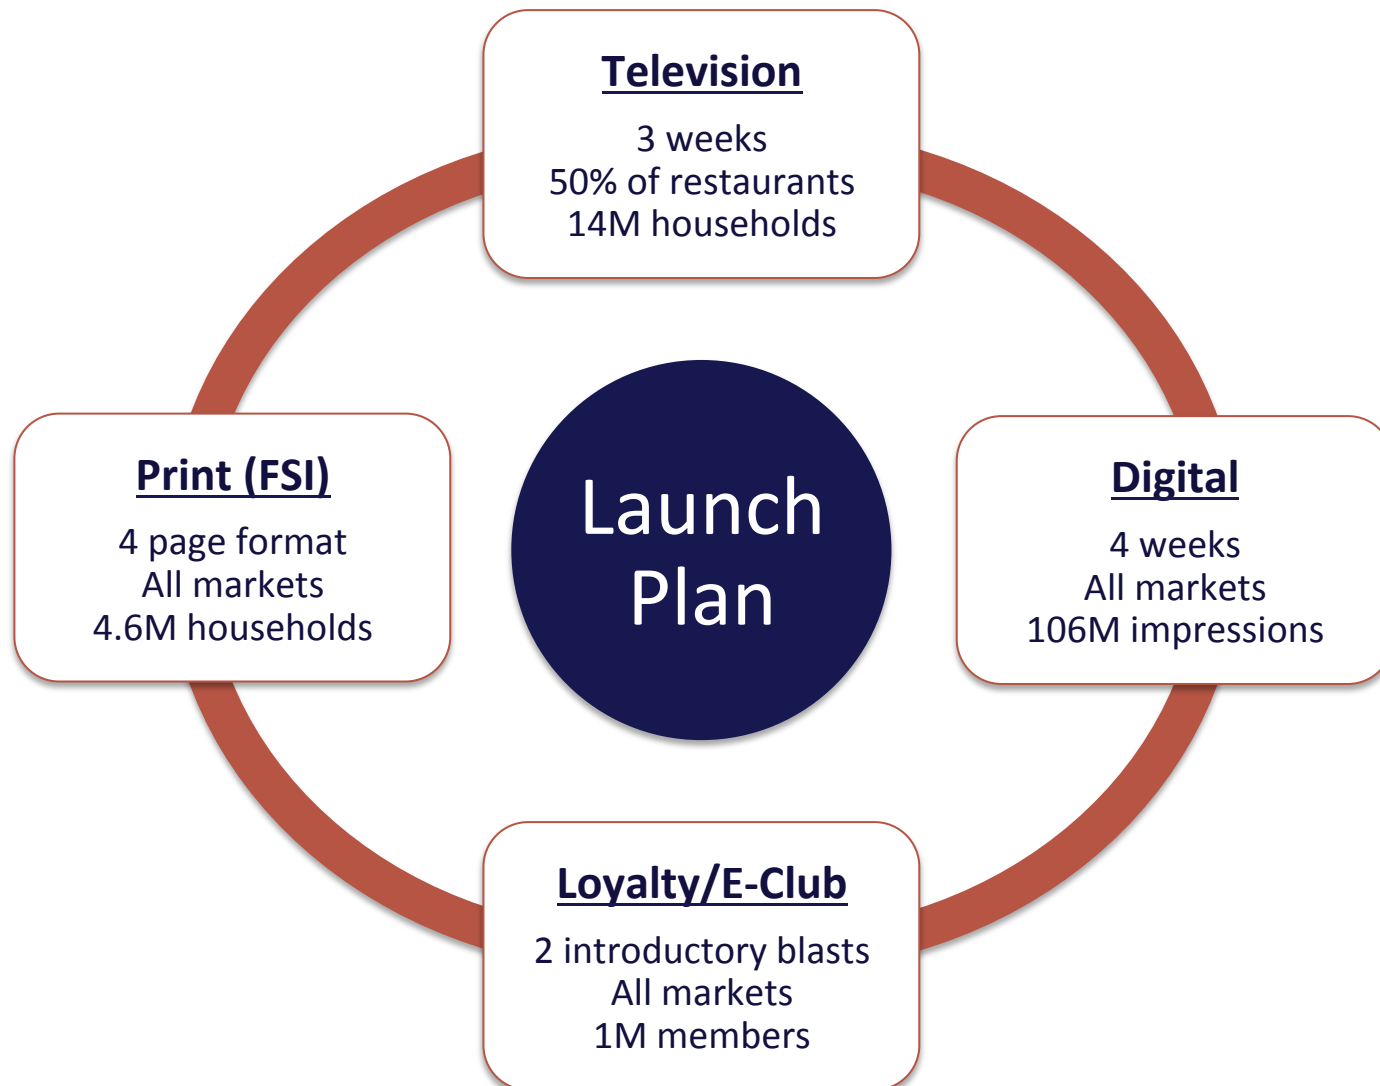 Television
3 weeks
50% of restaurants
14M households
Print (FSI)
4 page format
All markets
4.6M households
Launch
Plan
Digital
4 weeks
All markets
106M impressions
Loyalty/E-Club
2 introductory blasts
All markets
1M members